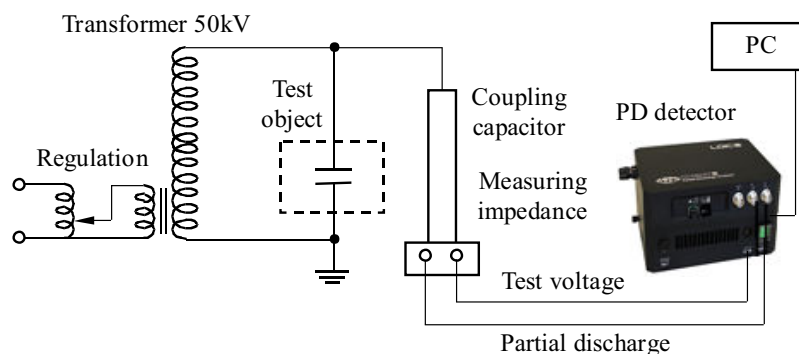 Transformer 50kV
PC
Test
object
Coupling
capacitor
PD detector
Regulation
Measuring
impedance
Test voltage
Partial discharge